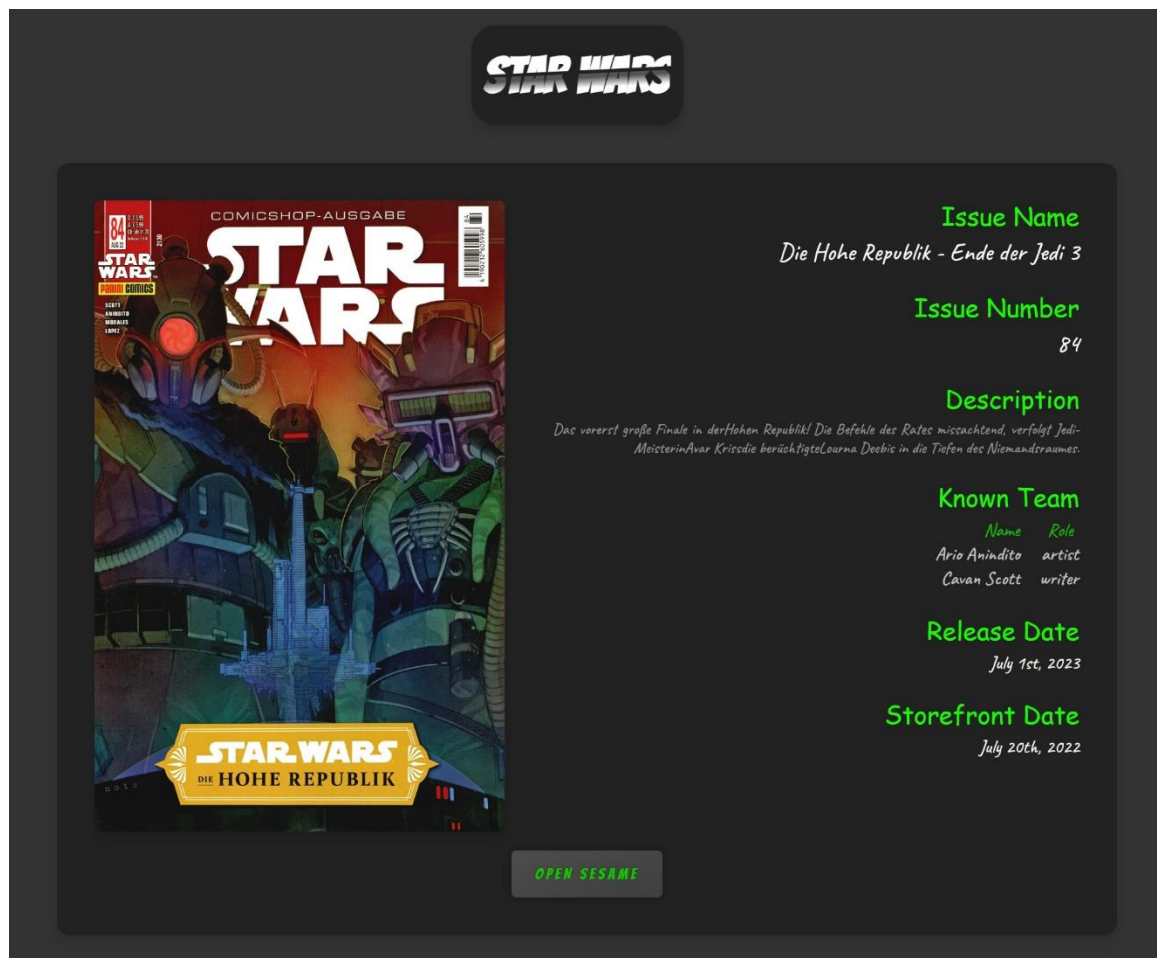 STAR WARS
COMICSHOP-AUSGABE
84
STAR WARS
STAR
WARS
PANINI COMICS
SCOTT
ANINDITO
MORALES
LOPEZ
STAR WARS
DIE HOHE REPUBLIK
Issue Name
Die Hohe Republik - Ende der Jedi 3
Issue Number
84
Description
Das vorerst große Finale in derHohen Republik! Die Befehle des Rates missachtend, verfolgt Jedi-
MeisterinAvar Krissdie berüchtigteLourna Deebis in die Tiefen des Niemandsraumes.
Known Team
Name Role
Ario Anindito artist
Cavan Scott writer
Release Date
July 1st, 2023
Storefront Date
July 20th, 2022
OPEN SESAME